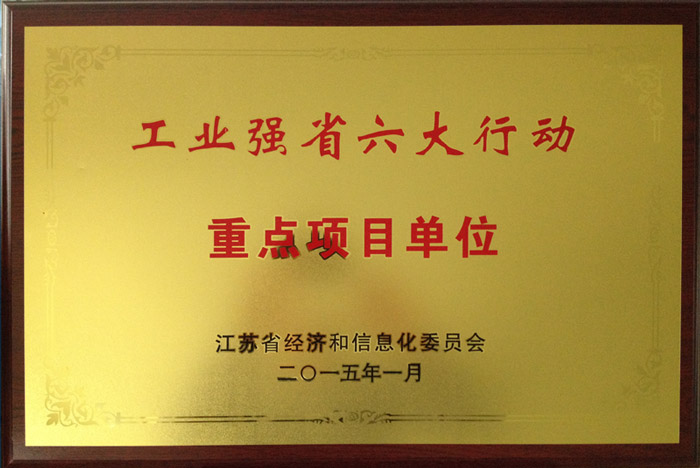 工业强省六大行动
重点项目单位
江苏省经济和信息化委员会
二〇一五年一月